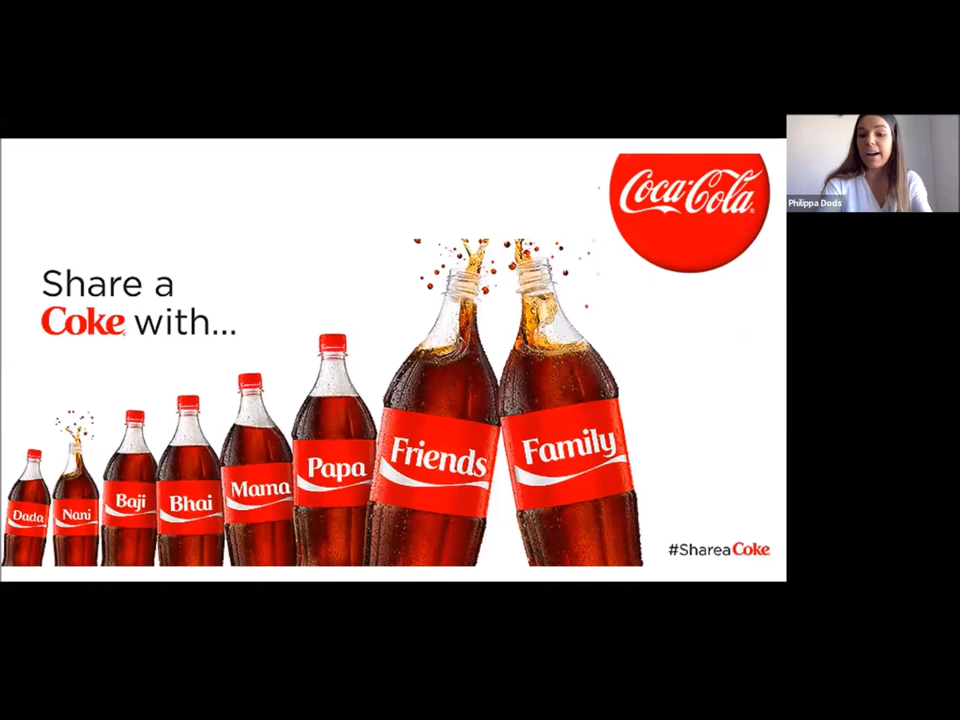 Coca-Cola
Philippa Dods
Share a
Coke with...
Dada
Nani
Baji
Bhai
Mama
Papa
Friends
Family
#ShareaCoke